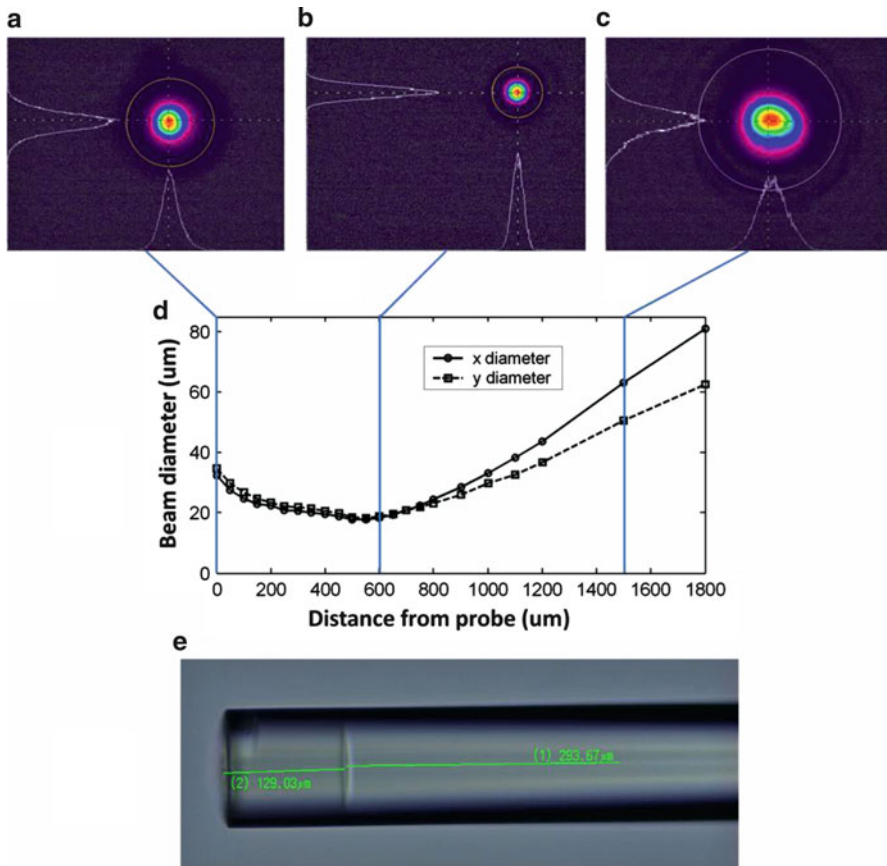 a
b
c
d
80
60
40
20
0
Beam diameter (um)
x diameter
y diameter
0 200 400 600 800 1000 1200 1400 1600 1800
Distance from probe (um)
e
(1) 293.67μm
(2) 129.03μm